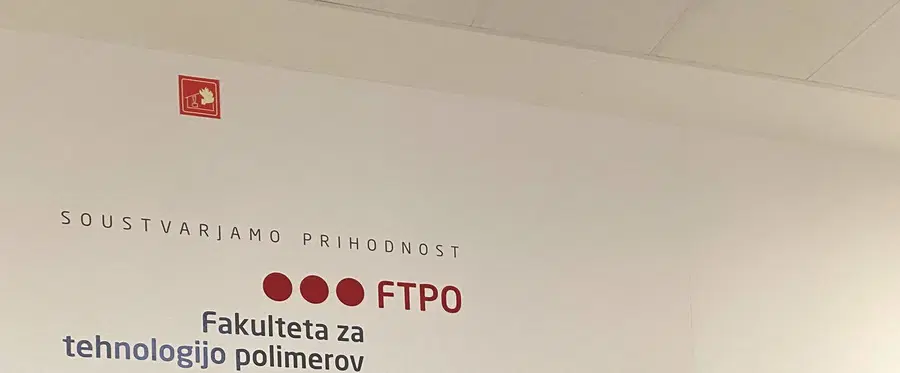 SOUSTVARJAMO PRIHODNOST
FTPO
Fakulteta za
tehnologijo polimerov